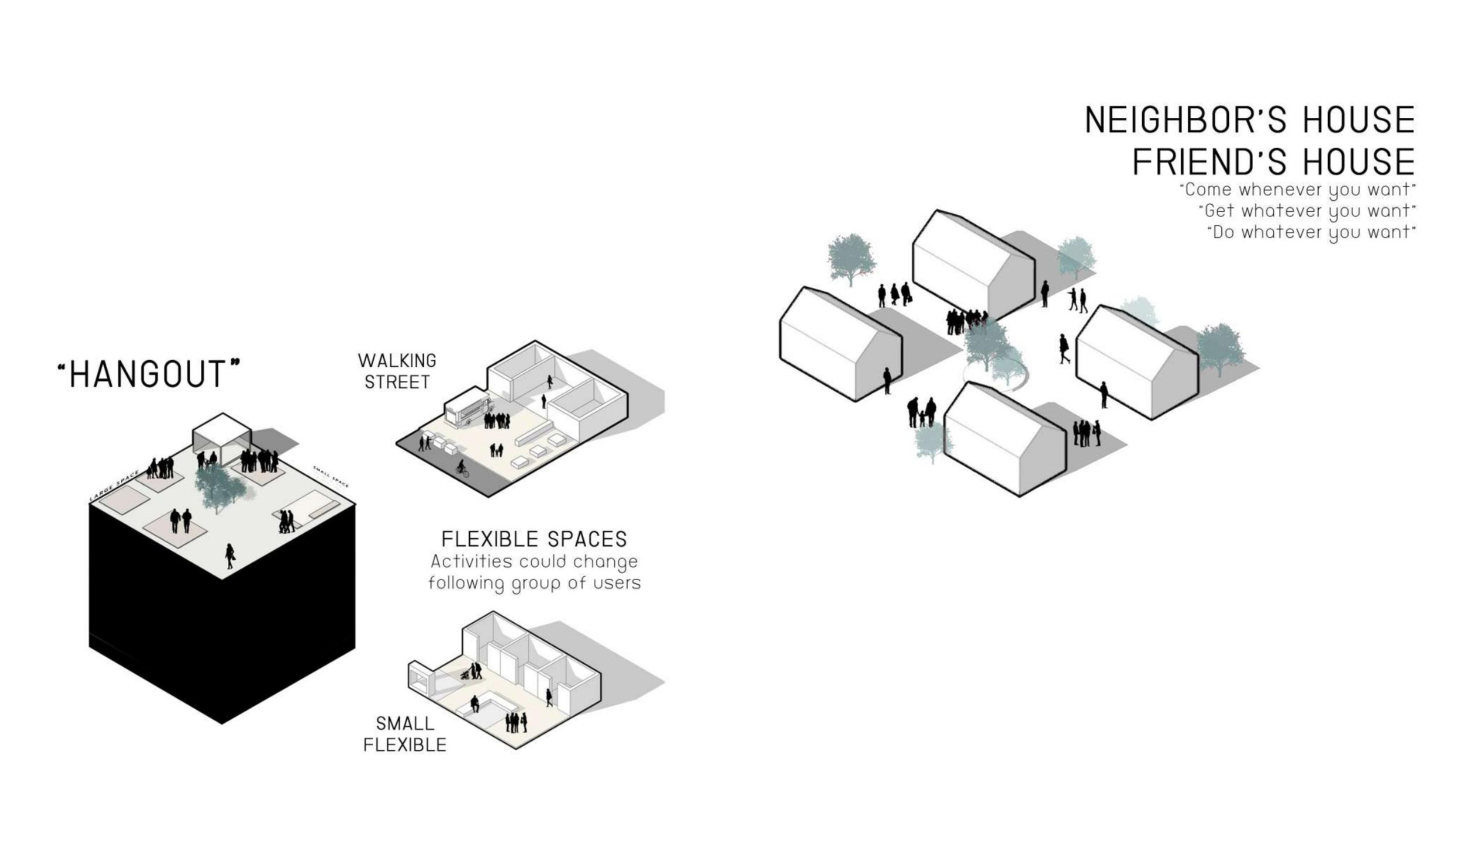 "HANGOUT"
LARGE SPACE
SMALL SPACE
WALKING
STREET
FLEXIBLE SPACES
Activities could change
following group of users
SMALL
FLEXIBLE
NEIGHBOR'S HOUSE
FRIEND'S HOUSE
"Come whenever you want"
"Get whatever you want"
"Do whatever you want"